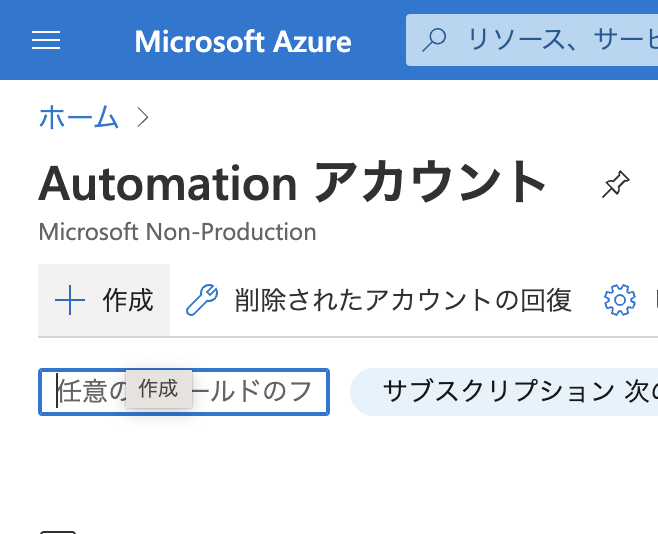 Microsoft Azure
リソース、サー
ホーム
Automation アカウント
Microsoft Non-Production
作成
削除されたアカウントの回復
任意の
ールドのフ
作成
サブスクリプション 次の